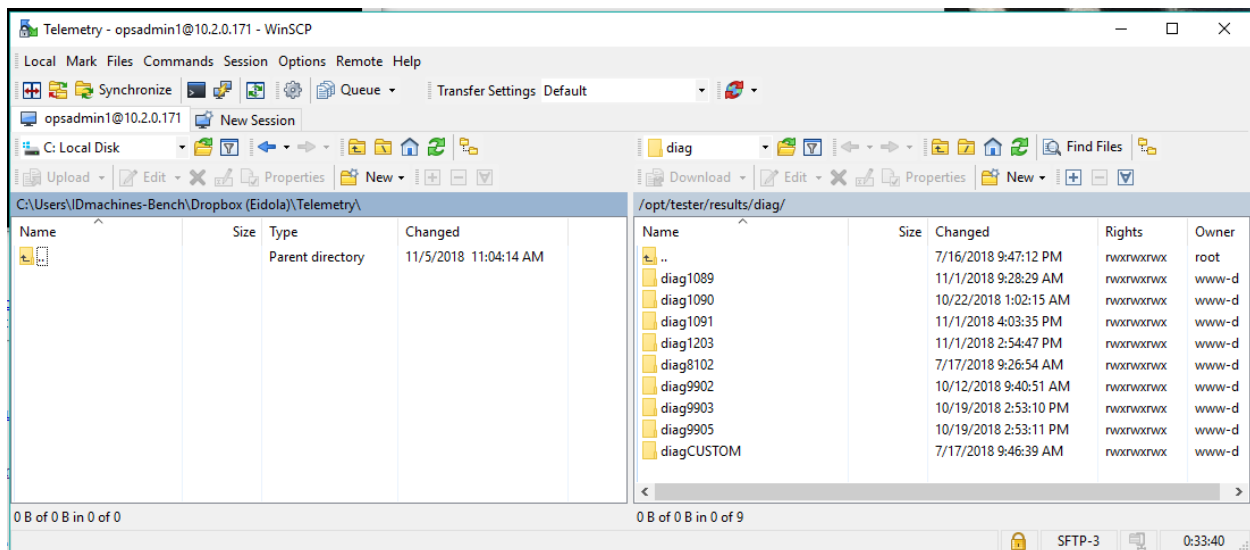 Telemetry - opsadmin1@10.2.0.171 - WinSCP
Local Mark Files Commands Session Options Remote Help
Synchronize Queue Transfer Settings Default
opsadmin1@10.2.0.171 New Session
C: Local Disk diag Find Files
Upload Edit Properties New Download Edit Properties New
C:\Users\IDmachines-Bench\Dropbox (Eidola)\Telemetry\ /opt/tester/results/diag/
Name Size Type Changed Name Size Changed Rights Owner
.. Parent directory 11/5/2018 11:04:14 AM .. 7/16/2018 9:47:12 PM rwxrwxrwx root
diag1089 11/1/2018 9:28:29 AM rwxrwxrwx www-d
diag1090 10/22/2018 1:02:15 AM rwxrwxrwx www-d
diag1091 11/1/2018 4:03:35 PM rwxrwxrwx www-d
diag1203 11/1/2018 2:54:47 PM rwxrwxrwx www-d
diag8102 7/17/2018 9:26:54 AM rwxrwxrwx www-d
diag9902 10/12/2018 9:40:51 AM rwxrwxrwx www-d
diag9903 10/19/2018 2:53:10 PM rwxrwxrwx www-d
diag9905 10/19/2018 2:53:11 PM rwxrwxrwx www-d
diagCUSTOM 7/17/2018 9:46:39 AM rwxrwxrwx www-d
0 B of 0 B in 0 of 0 0 B of 0 B in 0 of 9
SFTP-3 0:33:40